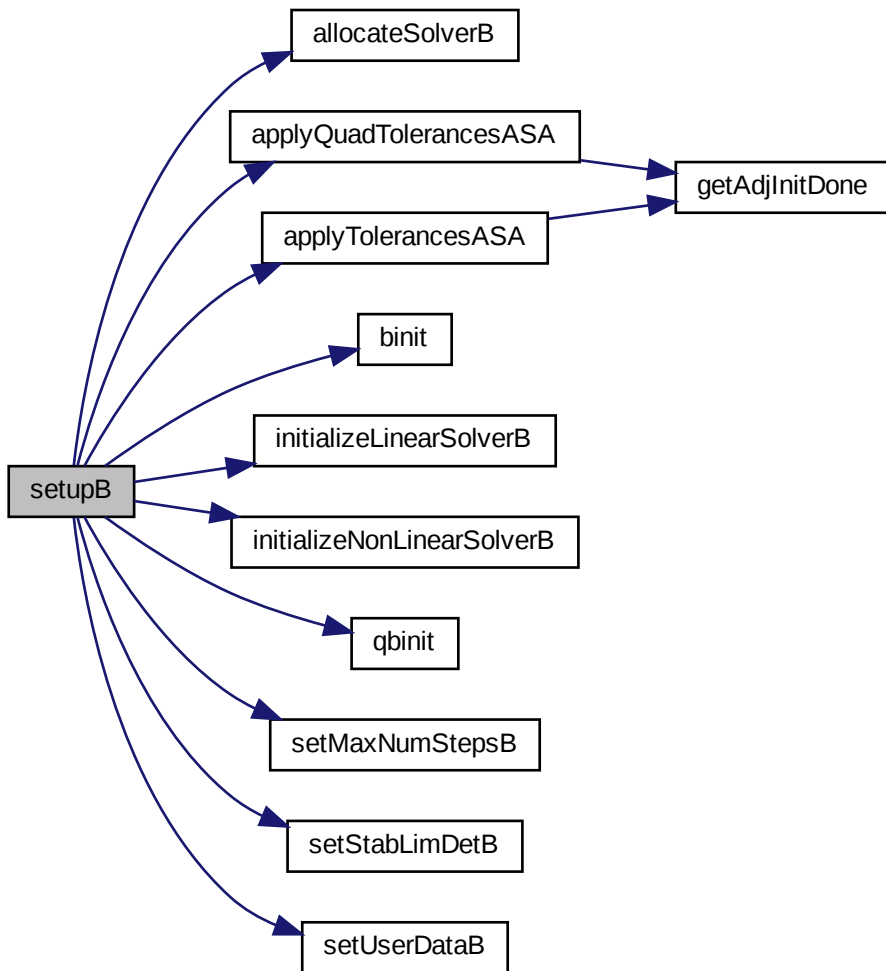 allocateSolverB
applyQuadTolerancesASA
getAdjInitDone
applyTolerancesASA
binit
initializeLinearSolverB
setupB
initializeNonLinearSolverB
qbinit
setMaxNumStepsB
setStabLimDetB
setUserDataB